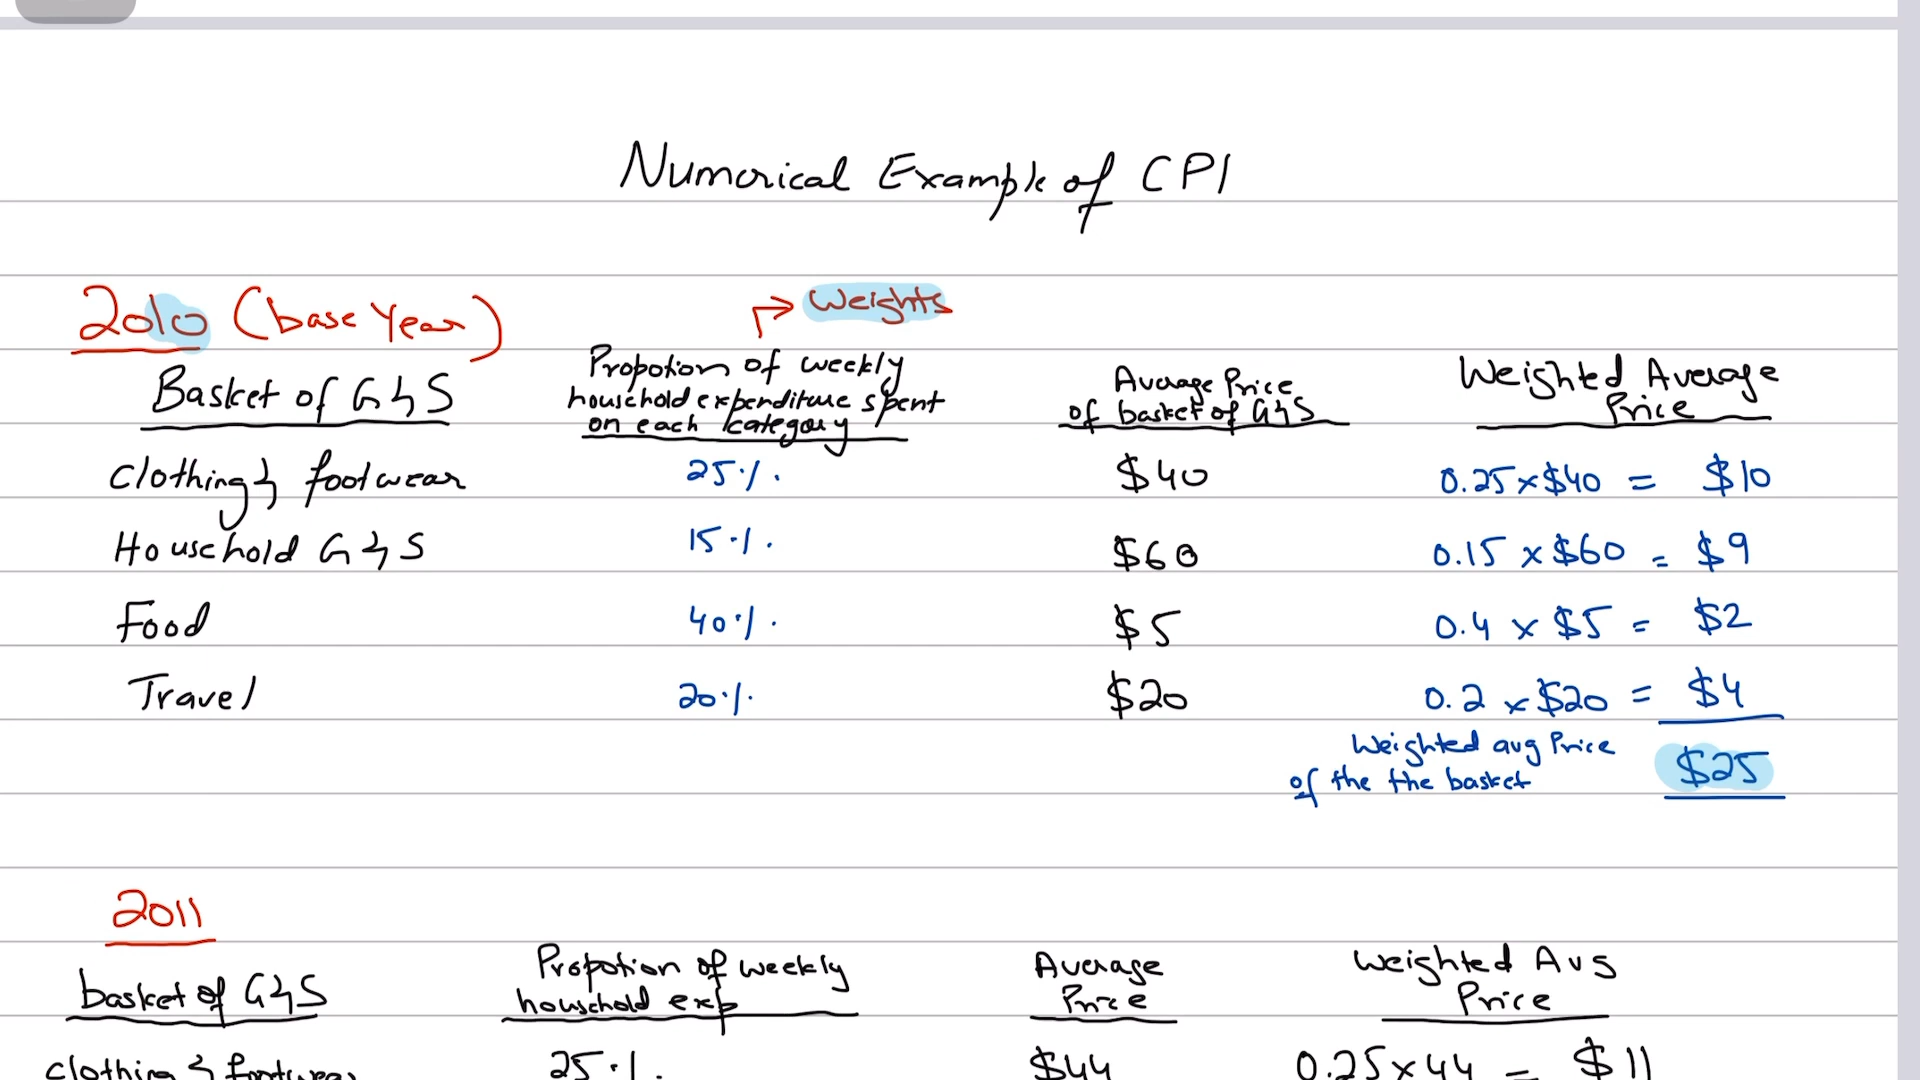 Numerical Example of CPI
2010 (base Year)
→ Weights
Basket of G&S
Propotion of weekly
household expenditure spent
on each category
Average Price
of basket of G&S
Weighted Average
Price
Clothing & footwear 25% $40 0.25 x $40 = $10
Household G&S 15% $60 0.15 x $60 = $9
Food 40% $5 0.4 x $5 = $2
Travel 20% $20 0.2 x $20 = $4
Weighted avg Price
of the the basket $25
2011
basket of G&S
Propotion of weekly
household exp
Average
Price
Weighted Avg
Price
clothing & footwear 25% $44 0.25 x 44 = $11